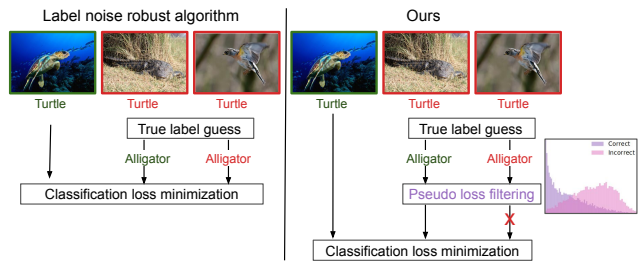 Label noise robust algorithm
Turtle
Turtle
Turtle
True label guess
Alligator
Alligator
Classification loss minimization
Ours
Turtle
Turtle
Turtle
True label guess
Alligator
Alligator
Pseudo loss filtering
X
Correct
Incorrect
Classification loss minimization